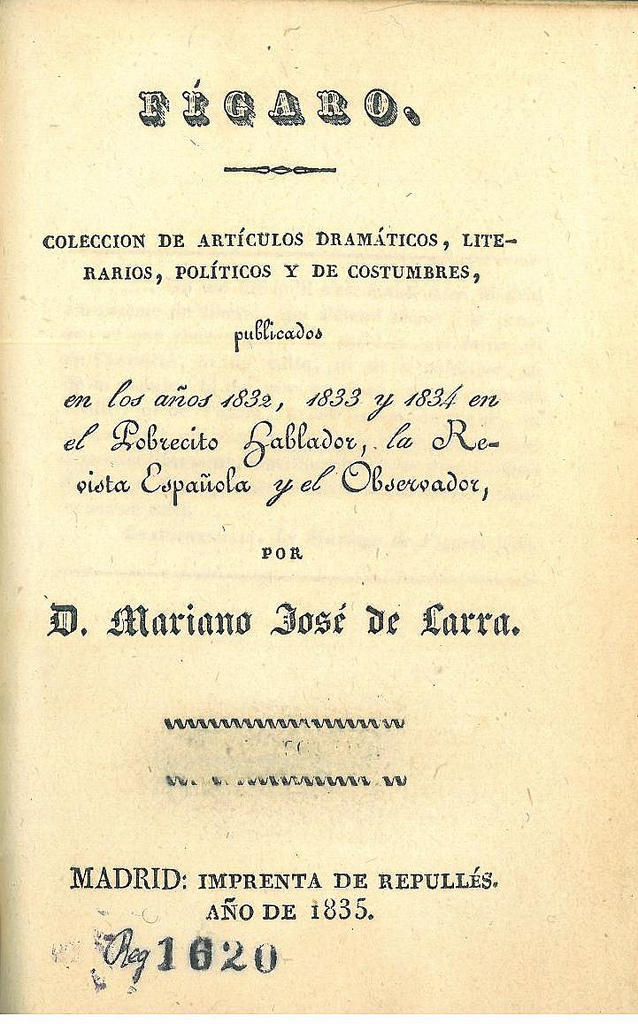 FÍGARO.
COLECCION DE ARTÍCULOS DRAMÁTICOS, LITE-
RARIOS, POLÍTICOS Y DE COSTUMBRES,
publicados
en los años 1832, 1833 y 1834 en
el Pobrecito Hablador, la Re-
vista Española y el Observador,
POR
D. Mariano José de Larra.
MADRID: IMPRENTA DE REPULLÉS.
AÑO DE 1835.
Reg 1620